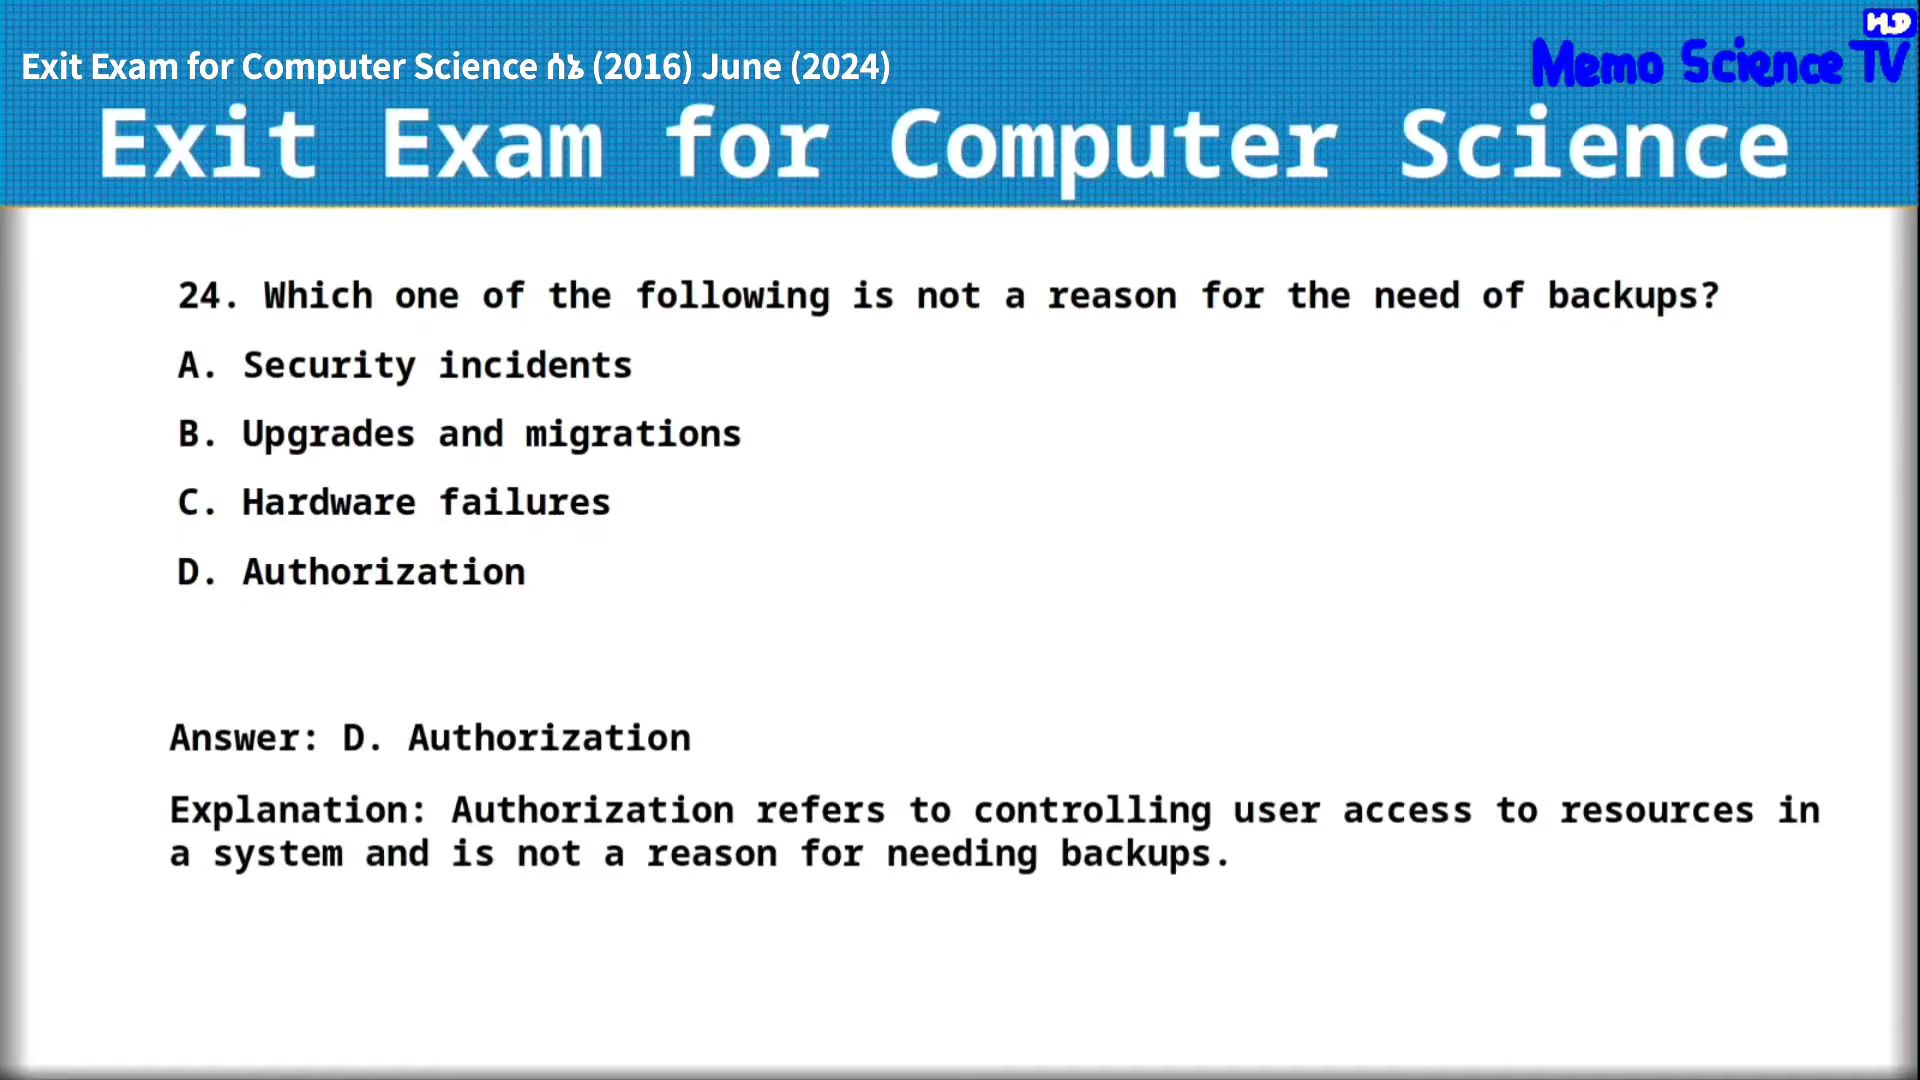 Exit Exam for Computer Science ሰኔ (2016) June (2024)
HD
Memo Science TV
Exit Exam for Computer Science
24. Which one of the following is not a reason for the need of backups?
A. Security incidents
B. Upgrades and migrations
C. Hardware failures
D. Authorization
Answer: D. Authorization
Explanation: Authorization refers to controlling user access to resources in
a system and is not a reason for needing backups.